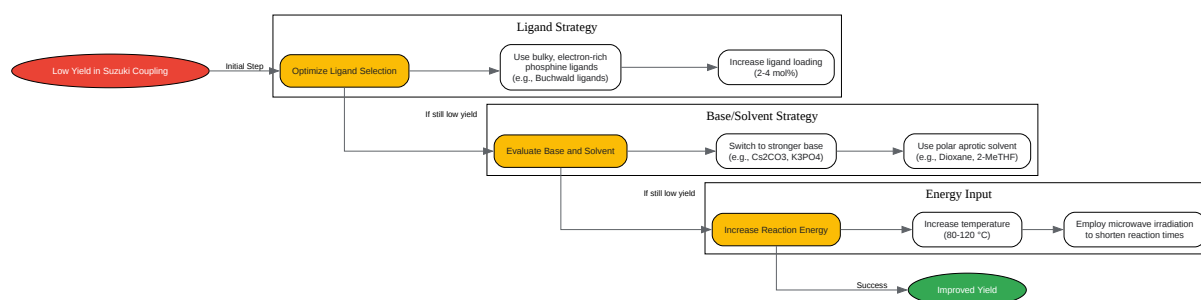 Ligand Strategy
Low Yield in Suzuki Coupling
Initial Step
Optimize Ligand Selection
Use bulky, electron-rich
phosphine ligands
(e.g., Buchwald ligands)
Increase ligand loading
(2-4 mol%)
If still low yield
Base/Solvent Strategy
Evaluate Base and Solvent
Switch to stronger base
(e.g., Cs2CO3, K3PO4)
Use polar aprotic solvent
(e.g., Dioxane, 2-MeTHF)
If still low yield
Energy Input
Increase Reaction Energy
Increase temperature
(80-120 °C)
Employ microwave irradiation
to shorten reaction times
Success
Improved Yield